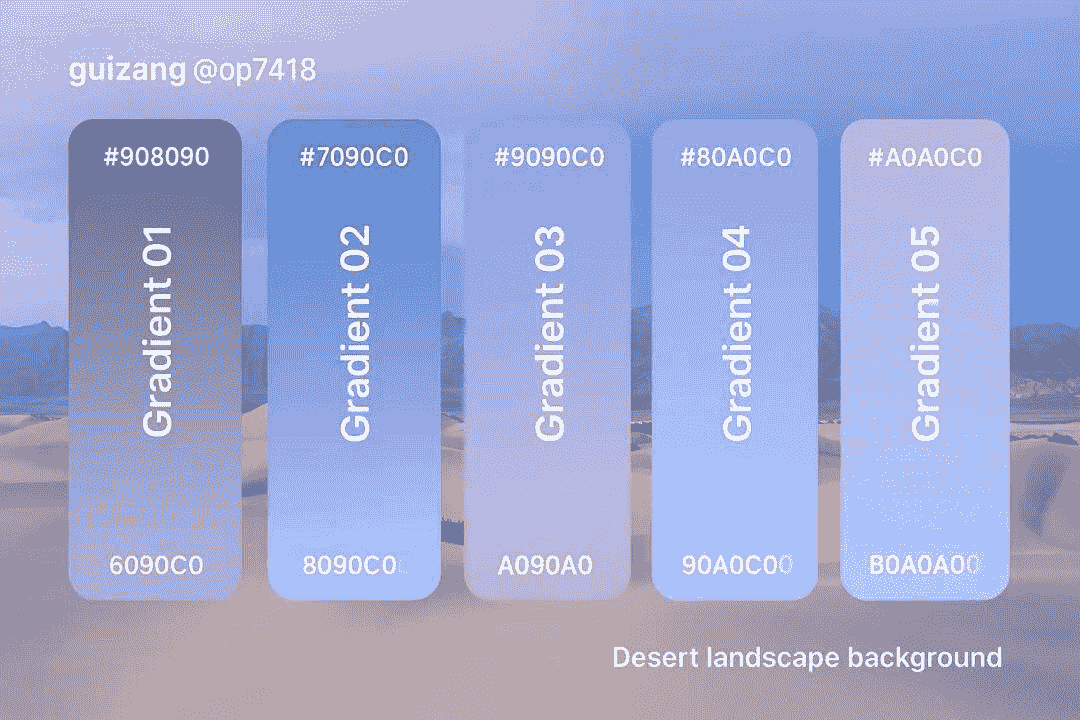 guizang @op7418
#908090
#7090C0
#9090C0
#80A0C0
#A0A0C0
Gradient 01
Gradient 02
Gradient 03
Gradient 04
Gradient 05
6090C0
8090C0
A090A0
90A0C00
B0A0A00
Desert landscape background